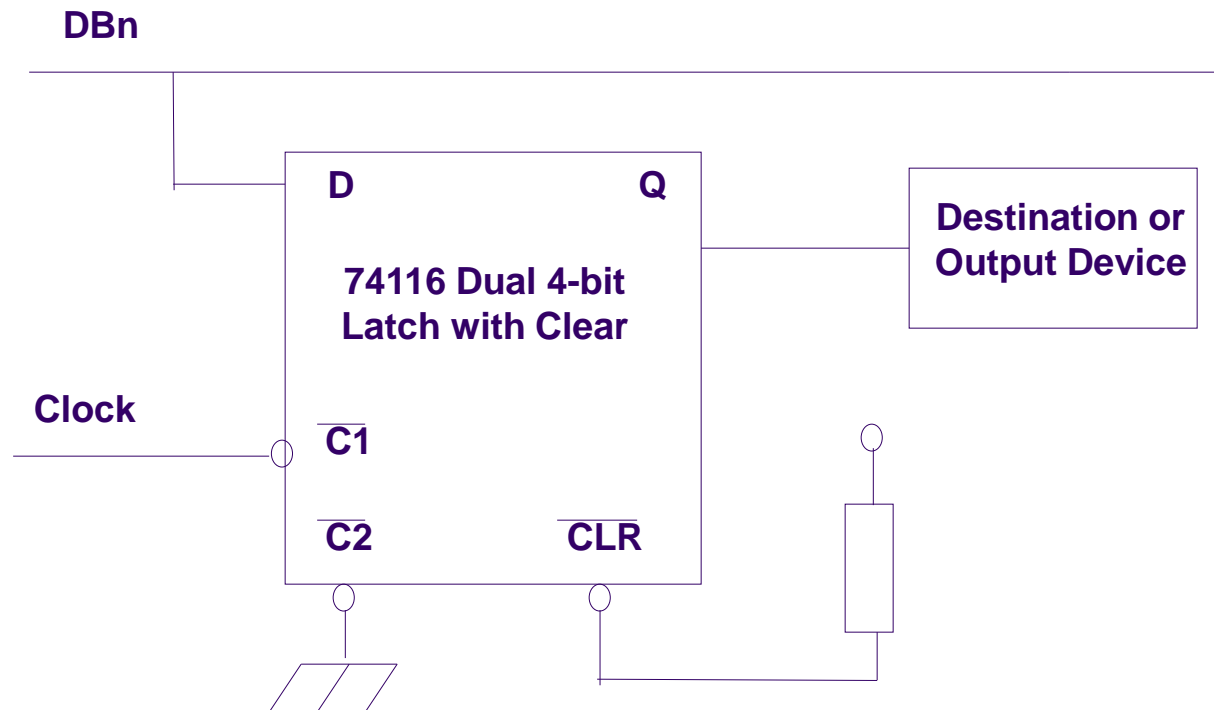 DBn
D
Q
Destination or
Output Device
74116 Dual 4-bit
Latch with Clear
Clock
C1
C2
CLR